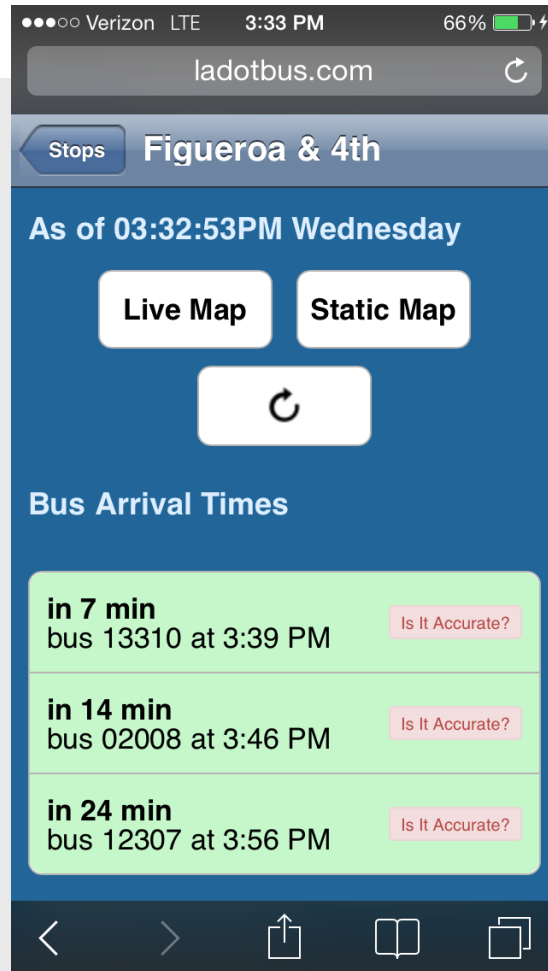 Verizon LTE 3:33 PM 66%
ladotbus.com
Stops Figueroa & 4th
As of 03:32:53PM Wednesday
Live Map Static Map
Bus Arrival Times
in 7 min
bus 13310 at 3:39 PM
Is It Accurate?
in 14 min
bus 02008 at 3:46 PM
Is It Accurate?
in 24 min
bus 12307 at 3:56 PM
Is It Accurate?